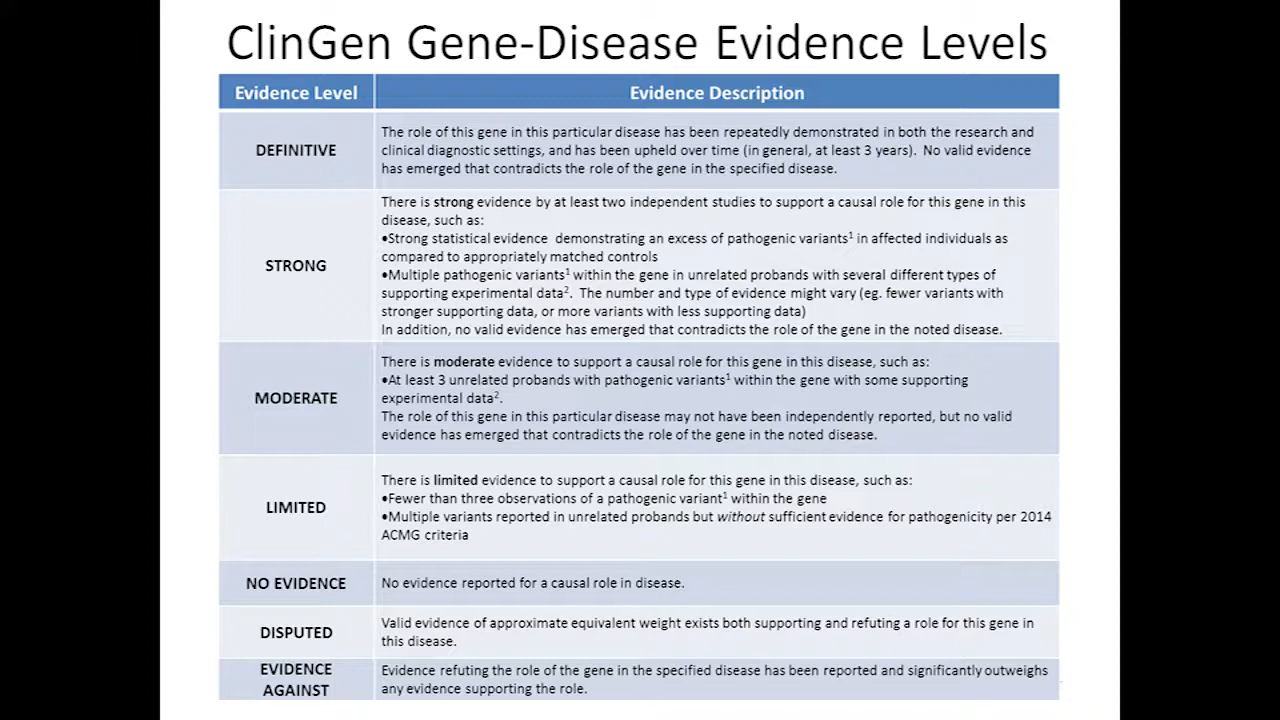 ClinGen Gene-Disease Evidence Levels
Evidence Level
Evidence Description
DEFINITIVE
The role of this gene in this particular disease has been repeatedly demonstrated in both the research and
clinical diagnostic settings, and has been upheld over time (in general, at least 3 years).  No valid evidence
has emerged that contradicts the role of the gene in the specified disease.
STRONG
There is strong evidence by at least two independent studies to support a causal role for this gene in this
disease, such as:
•Strong statistical evidence  demonstrating an excess of pathogenic variants¹ in affected individuals as
compared to appropriately matched controls
•Multiple pathogenic variants¹ within the gene in unrelated probands with several different types of
supporting experimental data².  The number and type of evidence might vary (eg. fewer variants with
stronger supporting data, or more variants with less supporting data)
In addition, no valid evidence has emerged that contradicts the role of the gene in the noted disease.
MODERATE
There is moderate evidence to support a causal role for this gene in this disease, such as:
•At least 3 unrelated probands with pathogenic variants¹ within the gene with some supporting
experimental data².
The role of this gene in this particular disease may not have been independently reported, but no valid
evidence has emerged that contradicts the role of the gene in the noted disease.
LIMITED
There is limited evidence to support a causal role for this gene in this disease, such as:
•Fewer than three observations of a pathogenic variant¹ within the gene
•Multiple variants reported in unrelated probands but without sufficient evidence for pathogenicity per 2014
ACMG criteria
NO EVIDENCE
No evidence reported for a causal role in disease.
DISPUTED
Valid evidence of approximate equivalent weight exists both supporting and refuting a role for this gene in
this disease.
EVIDENCE
AGAINST
Evidence refuting the role of the gene in the specified disease has been reported and significantly outweighs
any evidence supporting the role.